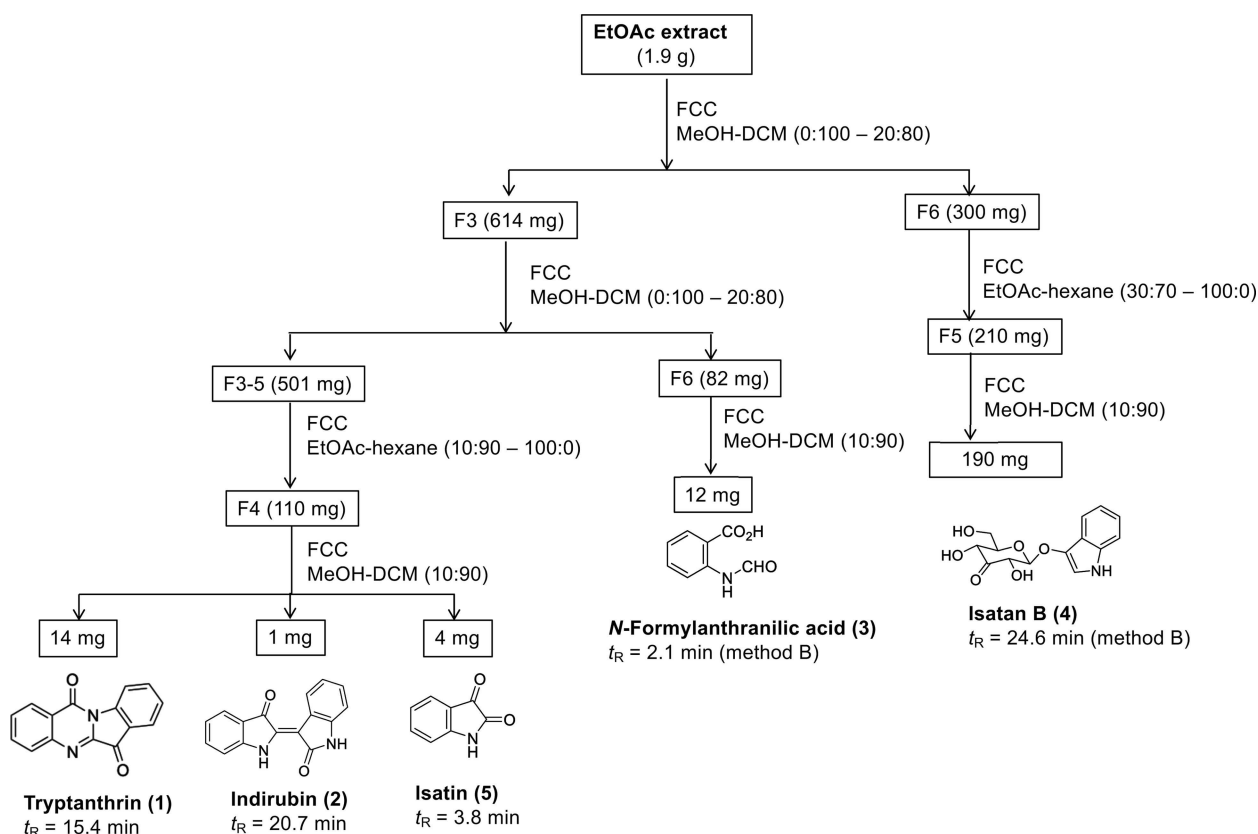 EtOAc extract
(1.9 g)
FCC
MeOH-DCM (0:100 – 20:80)
F3 (614 mg)
F6 (300 mg)
FCC
MeOH-DCM (0:100 – 20:80)
FCC
EtOAc-hexane (30:70 – 100:0)
F3-5 (501 mg)
F6 (82 mg)
F5 (210 mg)
FCC
EtOAc-hexane (10:90 – 100:0)
FCC
MeOH-DCM (10:90)
FCC
MeOH-DCM (10:90)
F4 (110 mg)
12 mg
190 mg
FCC
MeOH-DCM (10:90)
CO₂H
N
H
CHO
HO
HO
O
O
O
OH
NH
N-Formylanthranilic acid (3)
tR = 2.1 min (method B)
Isatan B (4)
tR = 24.6 min (method B)
14 mg
1 mg
4 mg
O
N
N
O
O
N
H
O
NH
O
O
N
H
Tryptanthrin (1)
tR = 15.4 min
Indirubin (2)
tR = 20.7 min
Isatin (5)
tR = 3.8 min